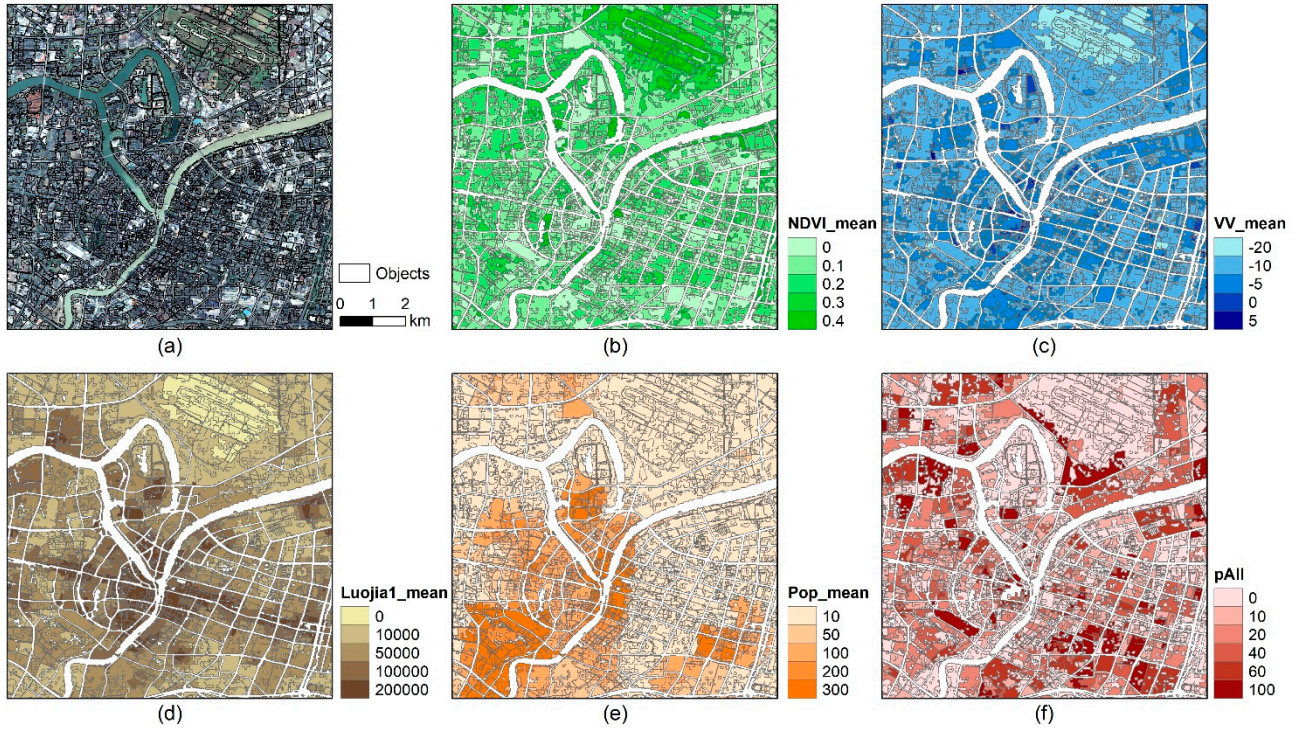 Objects
0 1 2
km
(a)
NDVI_mean
0
0.1
0.2
0.3
0.4
(b)
VV_mean
-20
-10
-5
0
5
(c)
Luojia1_mean
0
10000
50000
100000
200000
(d)
Pop_mean
10
50
100
200
300
(e)
pAll
0
10
20
40
60
100
(f)